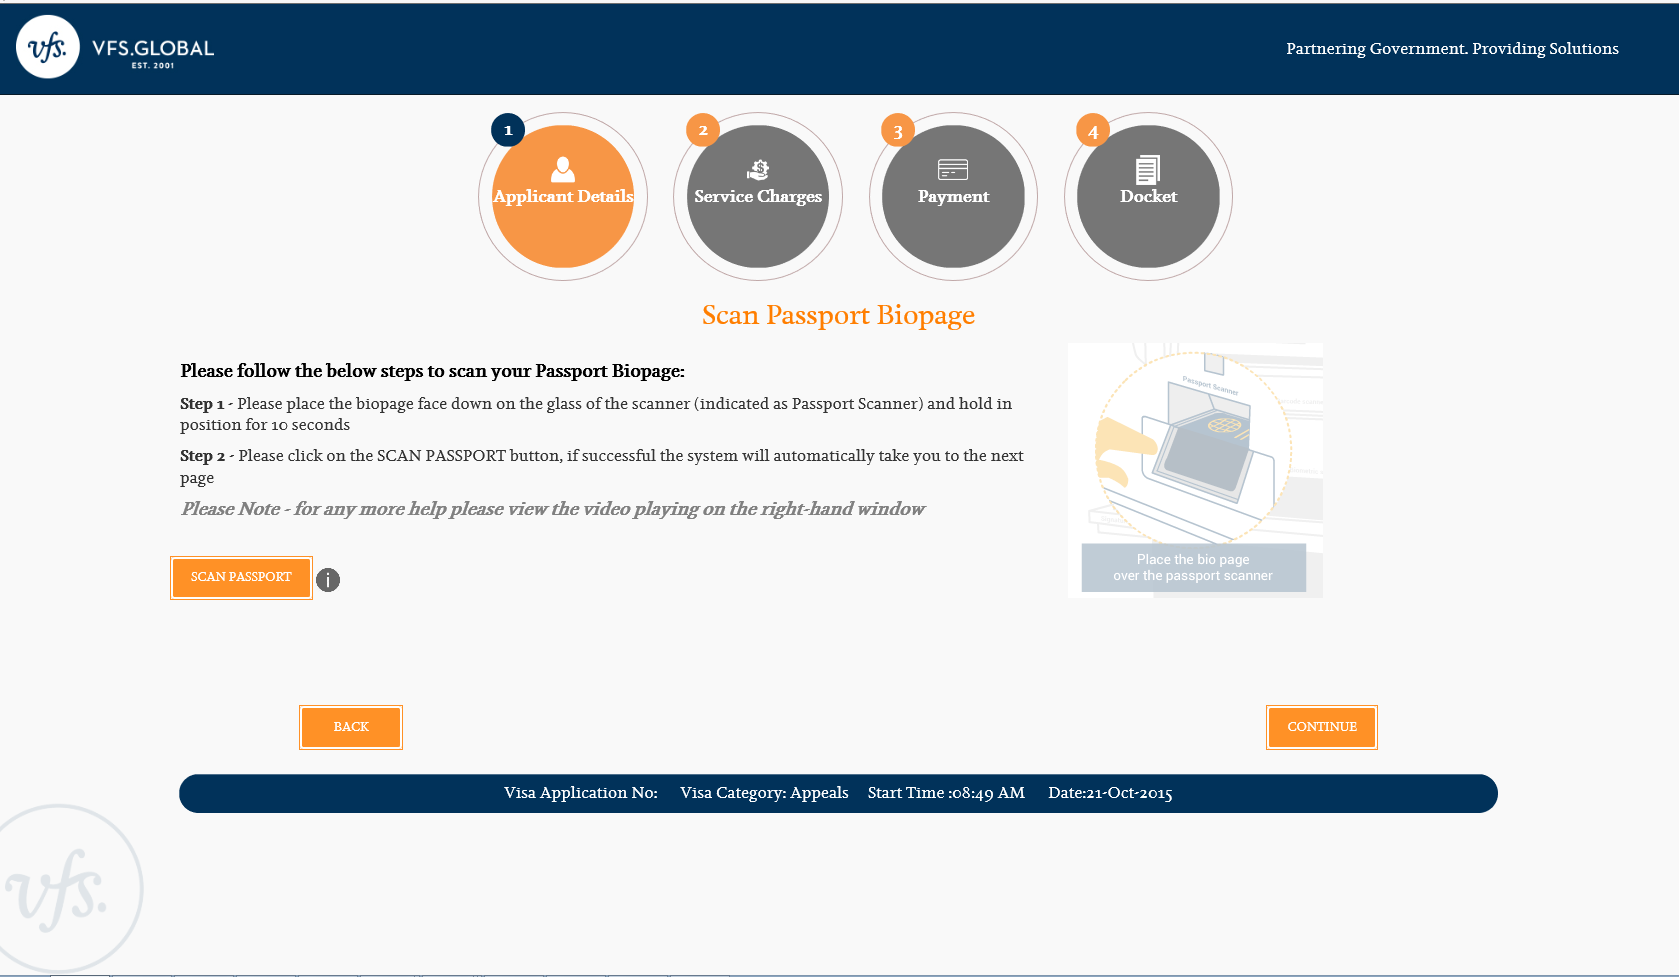 vfs.
VFS.GLOBAL
EST. 2001
Partnering Government. Providing Solutions
1
Applicant Details
2
Service Charges
3
Payment
4
Docket
Scan Passport Biopage
Please follow the below steps to scan your Passport Biopage:
Step 1 - Please place the biopage face down on the glass of the scanner (indicated as Passport Scanner) and hold in
position for 10 seconds
Step 2 - Please click on the SCAN PASSPORT button, if successful the system will automatically take you to the next
page
Please Note - for any more help please view the video playing on the right-hand window
Passport Scanner
Place the bio page
over the passport scanner
SCAN PASSPORT
i
BACK
CONTINUE
Visa Application No: Visa Category: Appeals Start Time :08:49 AM Date:21-Oct-2015
vfs.